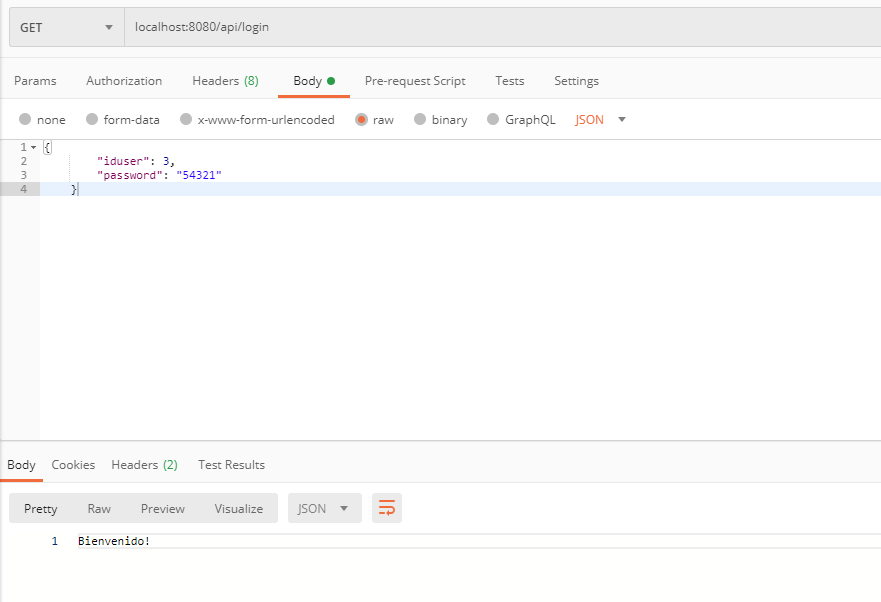 GET localhost:8080/api/login
Params Authorization Headers (8) Body Pre-request Script Tests Settings
none form-data x-www-form-urlencoded raw binary GraphQL JSON
1 {
2 "iduser": 3,
3 "password": "54321"
4 }
Body Cookies Headers (2) Test Results
Pretty Raw Preview Visualize JSON
1 Bienvenido!